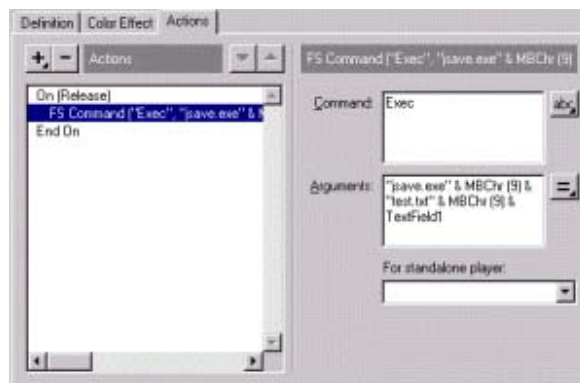 Definition Color Effect Actions
+ - Actions
FS Command ("Exec", "jsave.exe" & MBChr (9)
On (Release)
FS Command ("Exec", "jsave.exe" & M
End On
Command: Exec
abc
Arguments: "jsave.exe" & MBChr (9) &
"test.txt" & MBChr (9) &
TextField1
=
For standalone player: